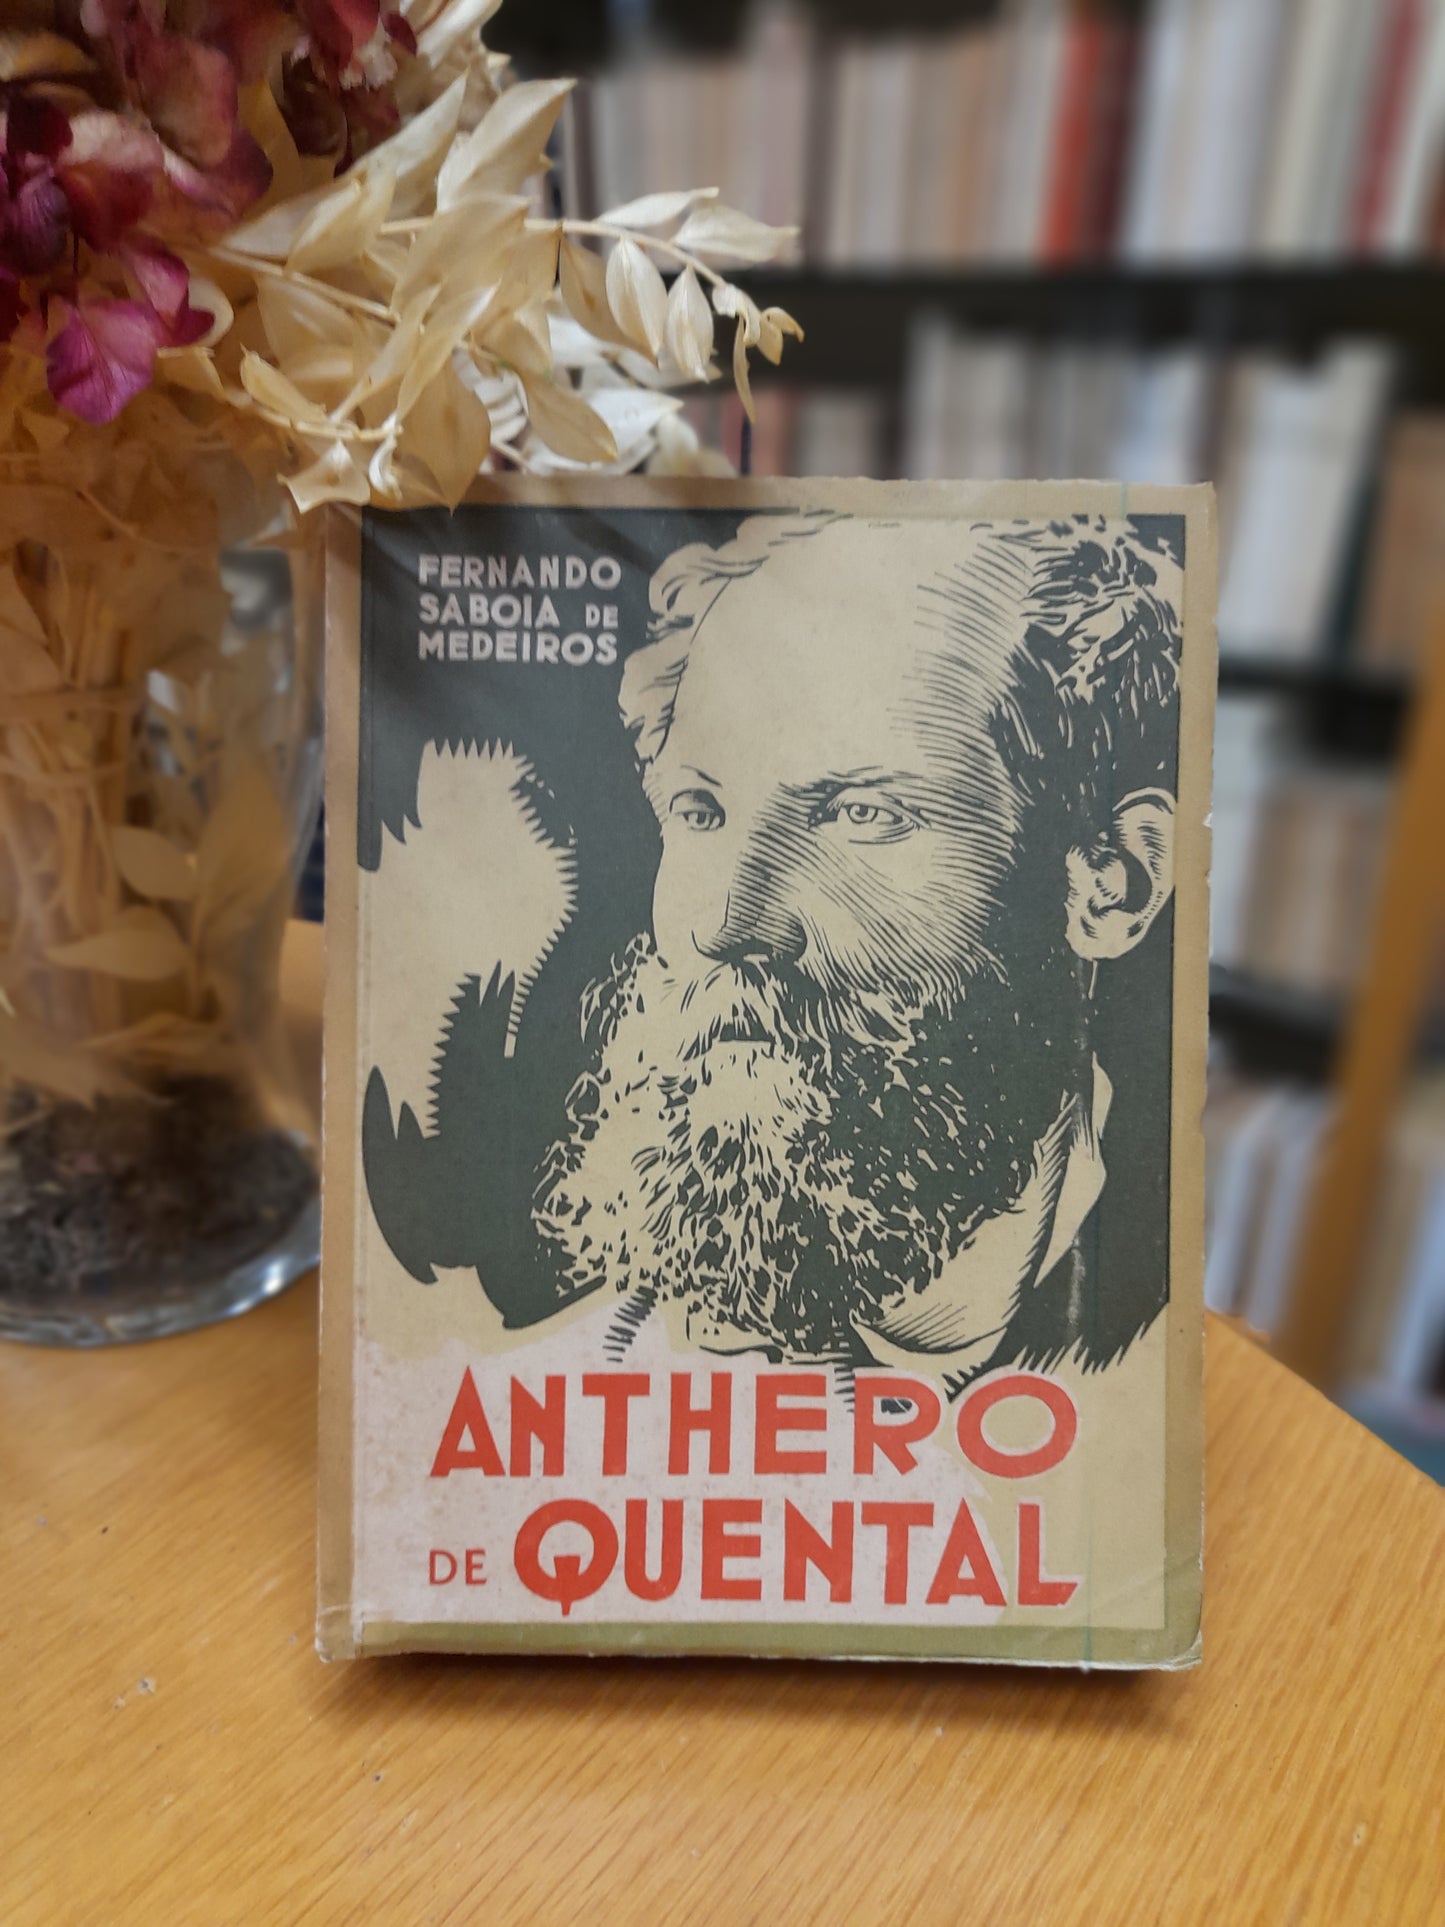 FERNANDO
SABOIA DE
MEDEIROS
ANTHERO
DE QUENTAL